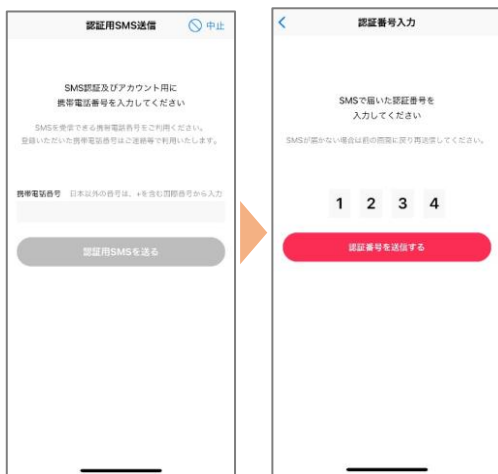 認証用SMS送信
中止
SMS認証及びアカウント用に
携帯電話番号を入力してください
SMSを受信できる携帯電話番号をご利用ください。
登録いただいた携帯電話番号はご連絡等で利用いたします。
携帯電話番号 日本以外の番号は、+を含む国際番号から入力
認証用SMSを送る
認証番号入力
SMSで届いた認証番号を
入力してください
SMSが届かない場合は前の画面に戻り再送信してください。
1 2 3 4
認証番号を送信する